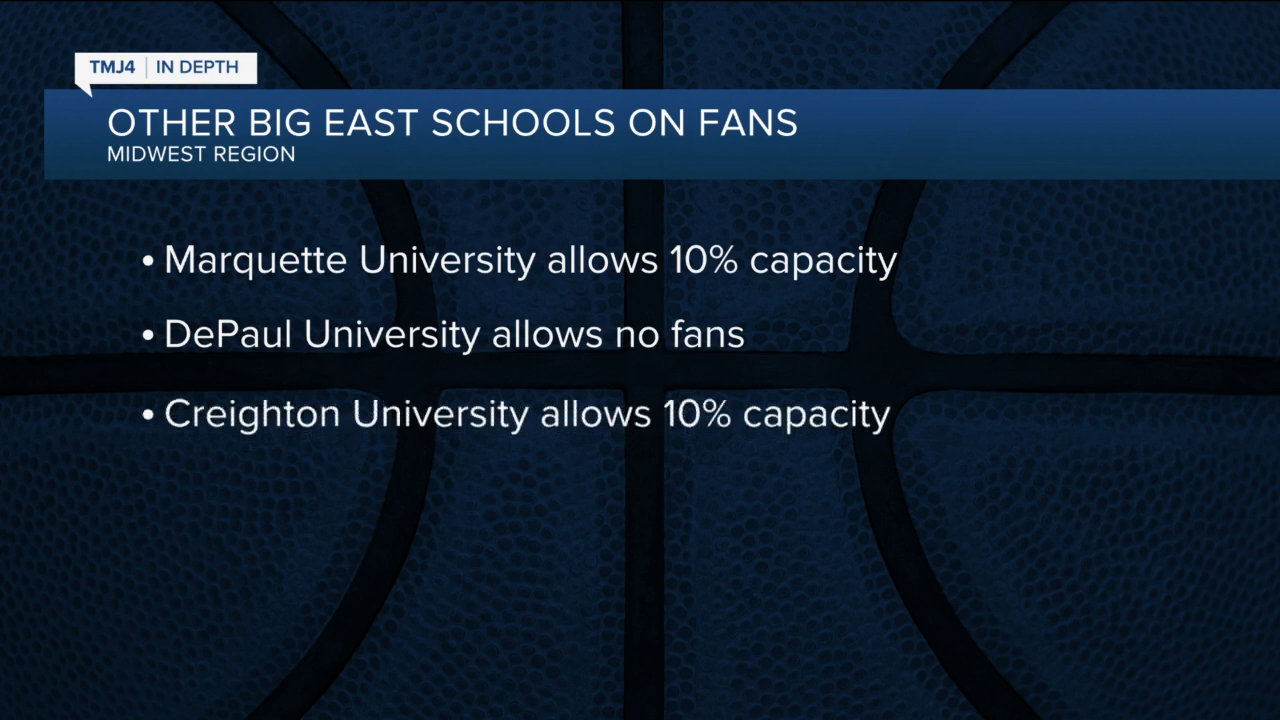 TMJ4 | IN DEPTH
OTHER BIG EAST SCHOOLS ON FANS
MIDWEST REGION
• Marquette University allows 10% capacity
• DePaul University allows no fans
• Creighton University allows 10% capacity